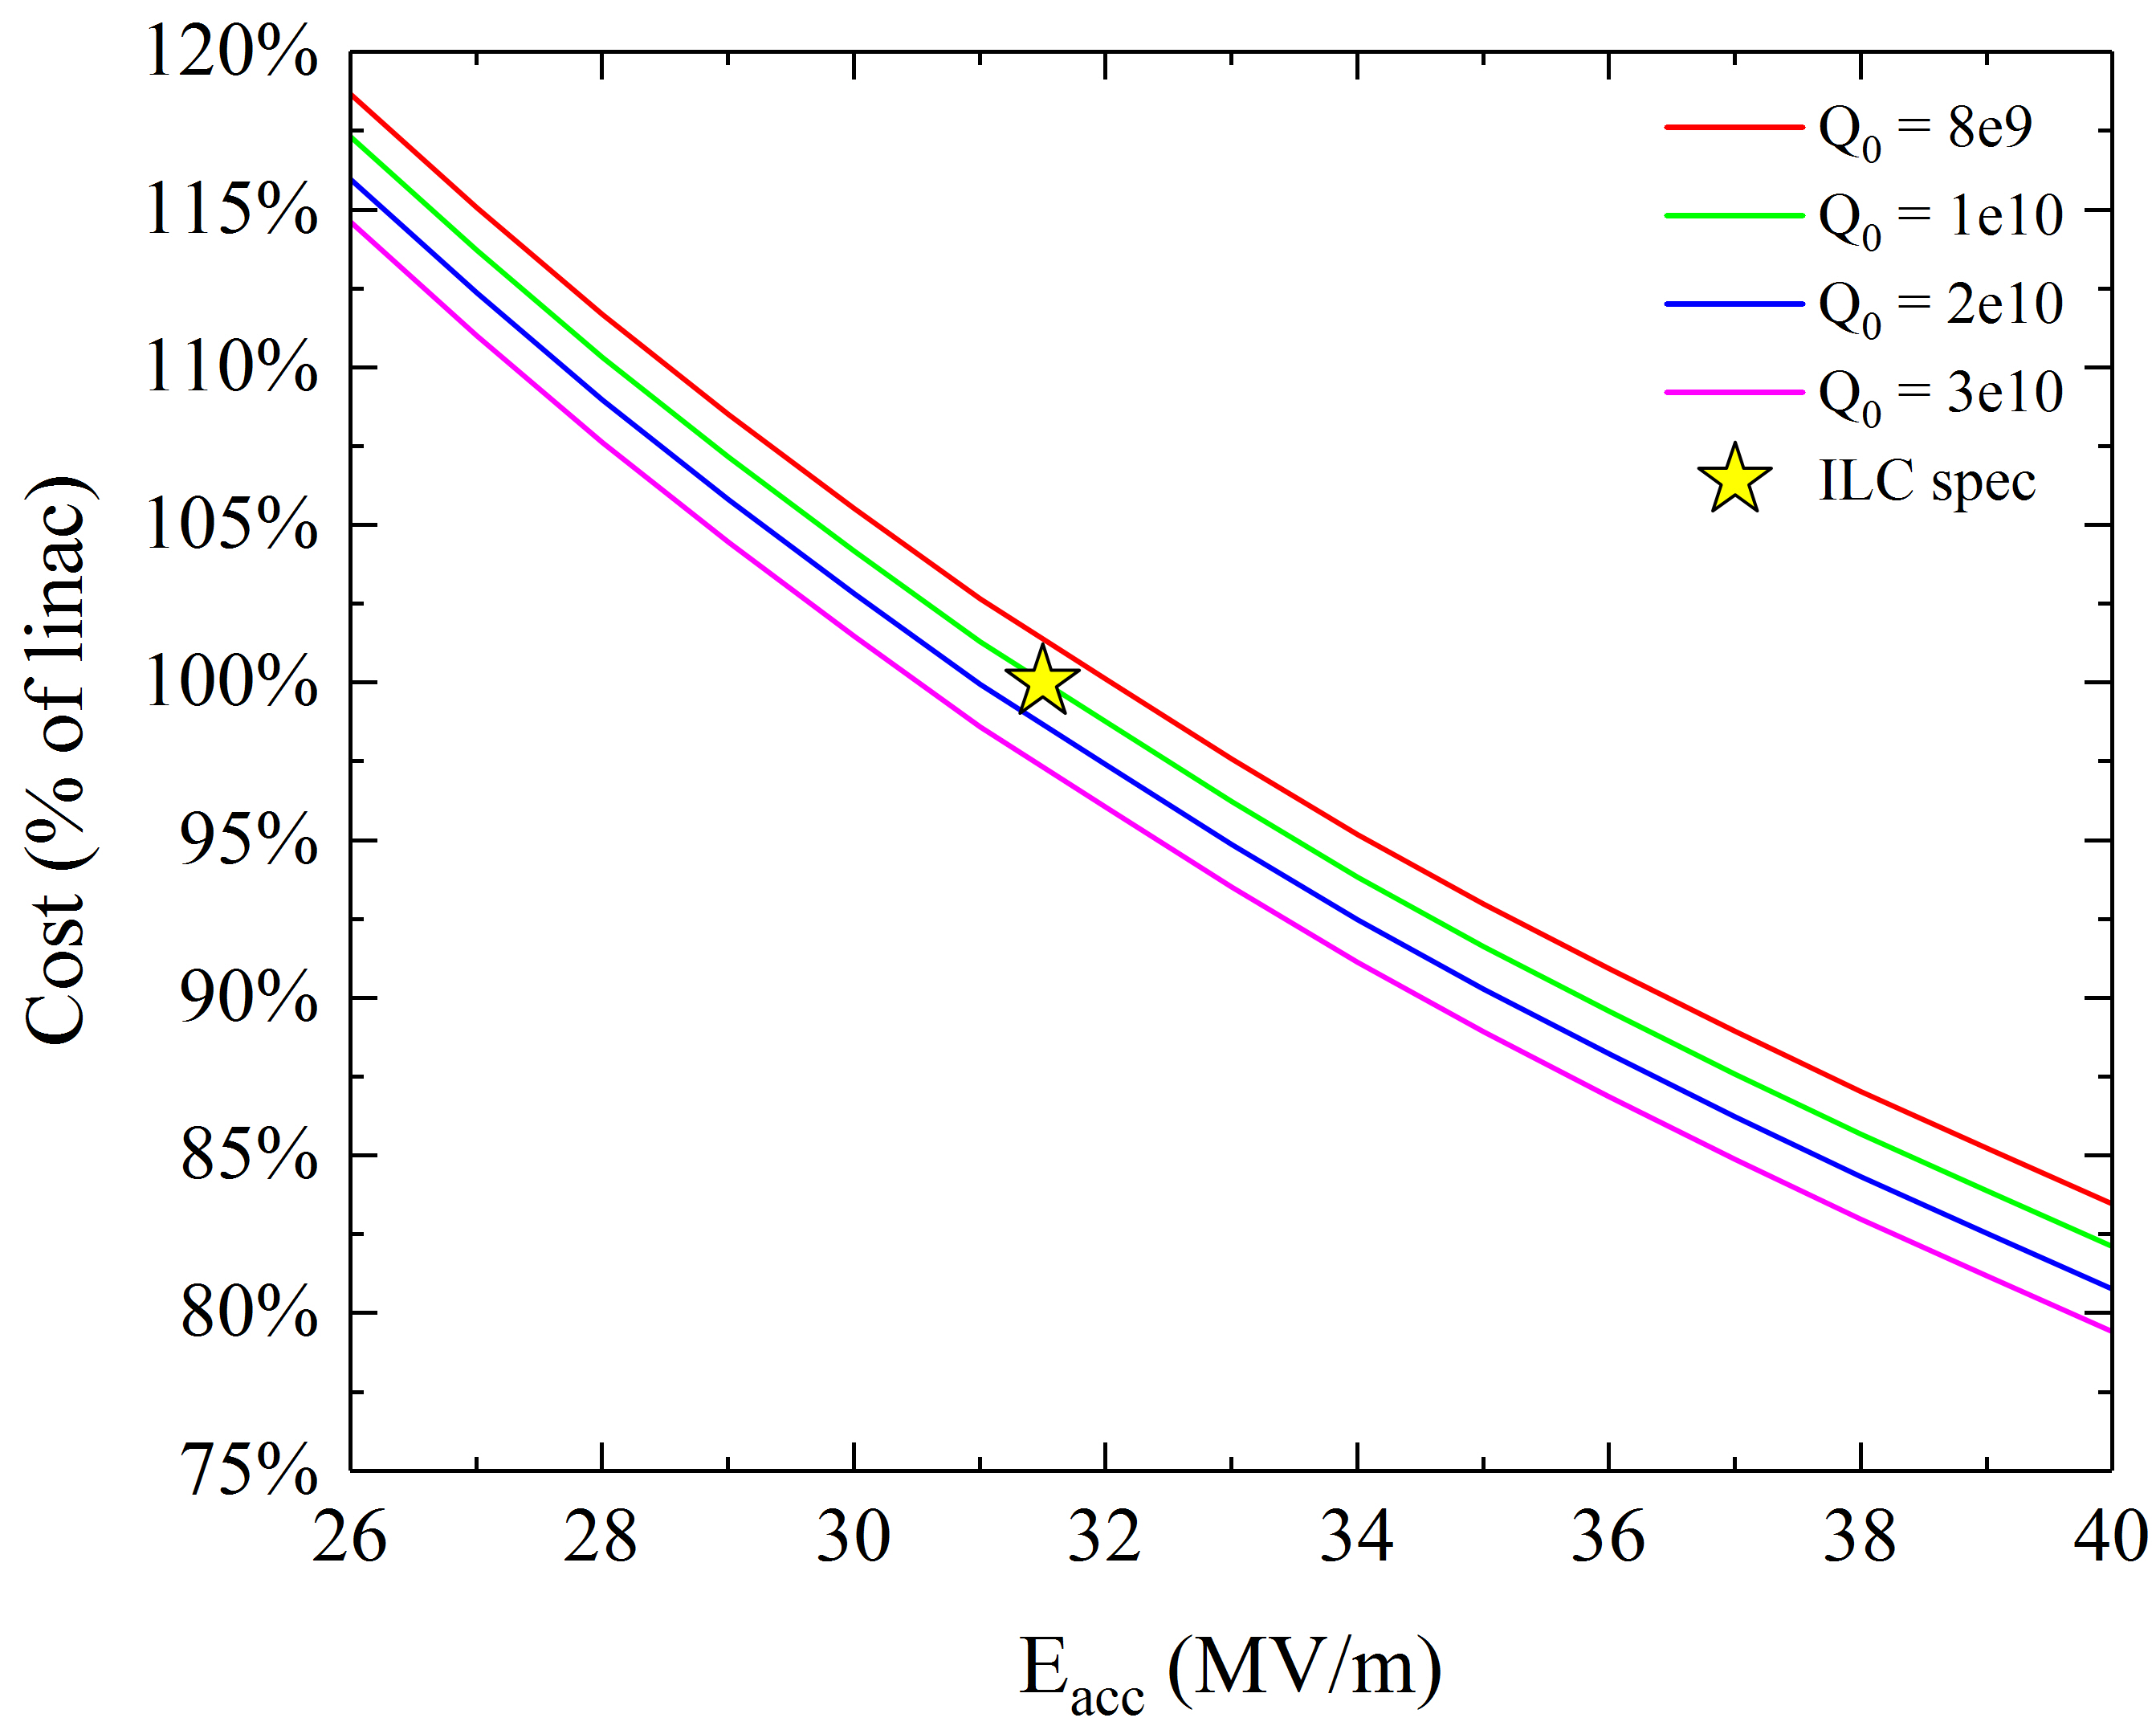 120%
115%
110%
105%
100%
95%
90%
85%
80%
75%
Cost (% of linac)
Q0 = 8e9
Q0 = 1e10
Q0 = 2e10
Q0 = 3e10
ILC spec
26 28 30 32 34 36 38 40
Eacc (MV/m)